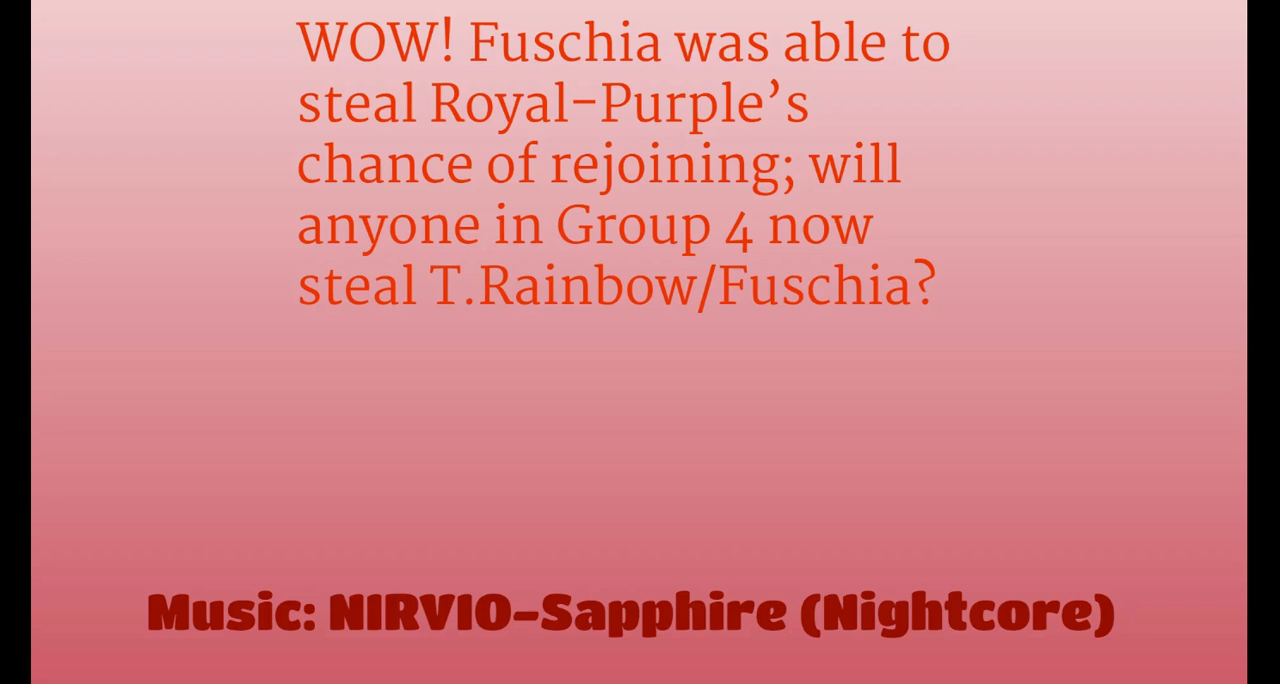 WOW! Fuschia was able to
steal Royal-Purple’s
chance of rejoining; will
anyone in Group 4 now
steal T.Rainbow/Fuschia?
Music: NIRVIO-Sapphire (Nightcore)